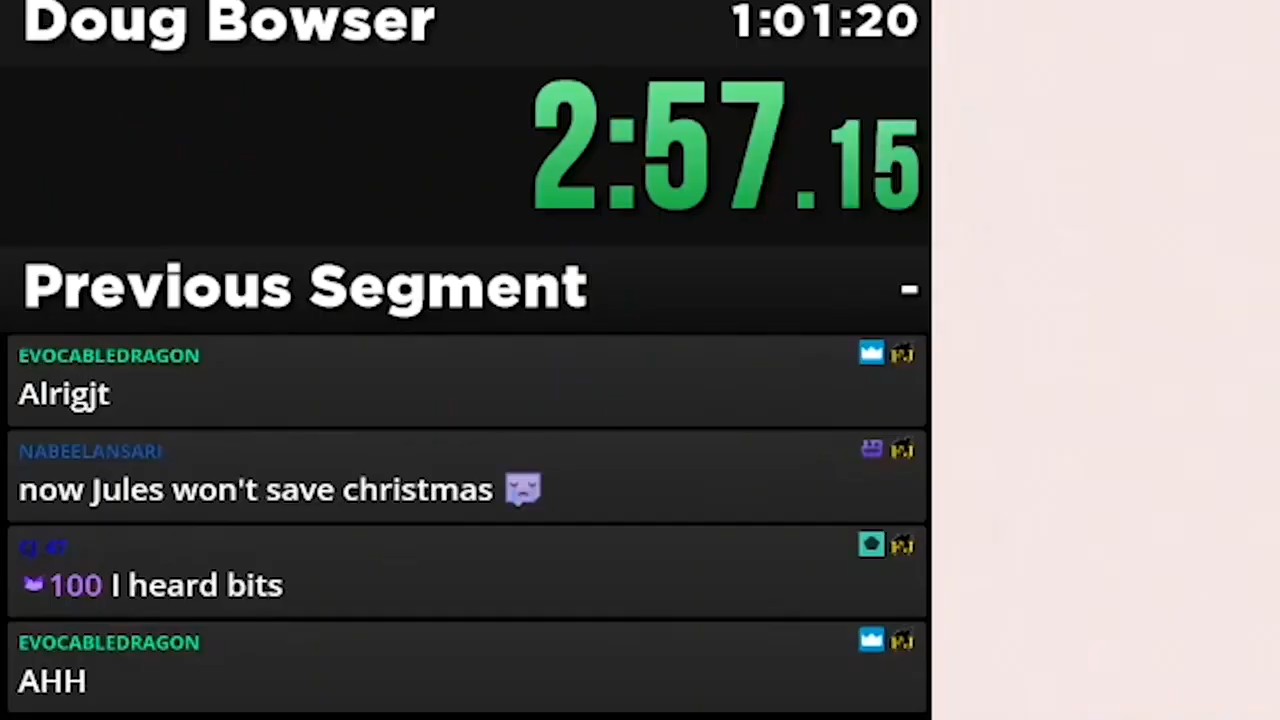 Doug Bowser 1:01:20
2:57.15
Previous Segment -
EVOCABLEDRAGON
Alrigjt
NABEELANSARI
now Jules won't save christmas
100 I heard bits
EVOCABLEDRAGON
AHH